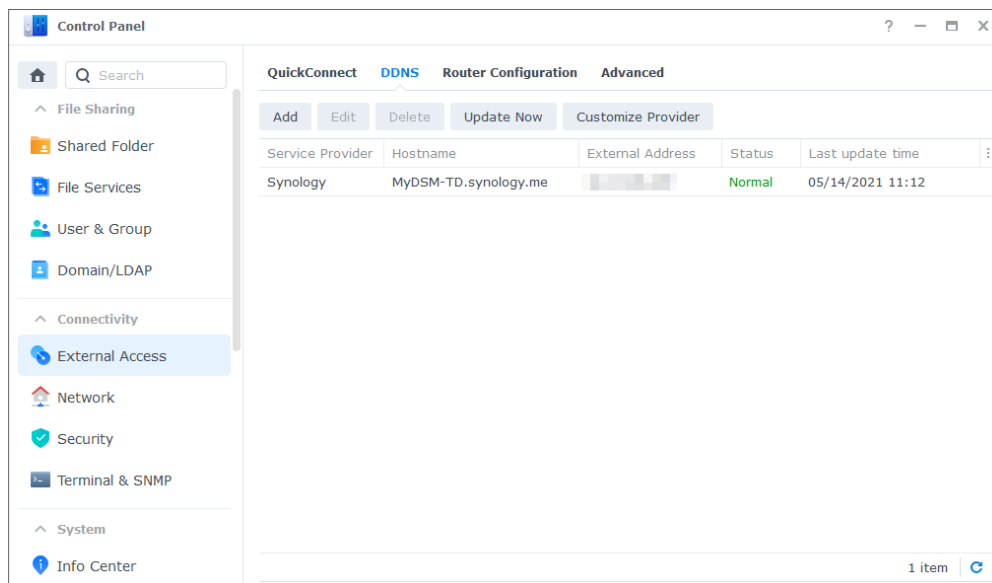 Control Panel
Search
File Sharing
Shared Folder
File Services
User & Group
Domain/LDAP
Connectivity
External Access
Network
Security
Terminal & SNMP
System
Info Center
QuickConnect DDNS Router Configuration Advanced
Add Edit Delete Update Now Customize Provider
Service Provider Hostname External Address Status Last update time
Synology MyDSM-TD.synology.me Normal 05/14/2021 11:12
1 item